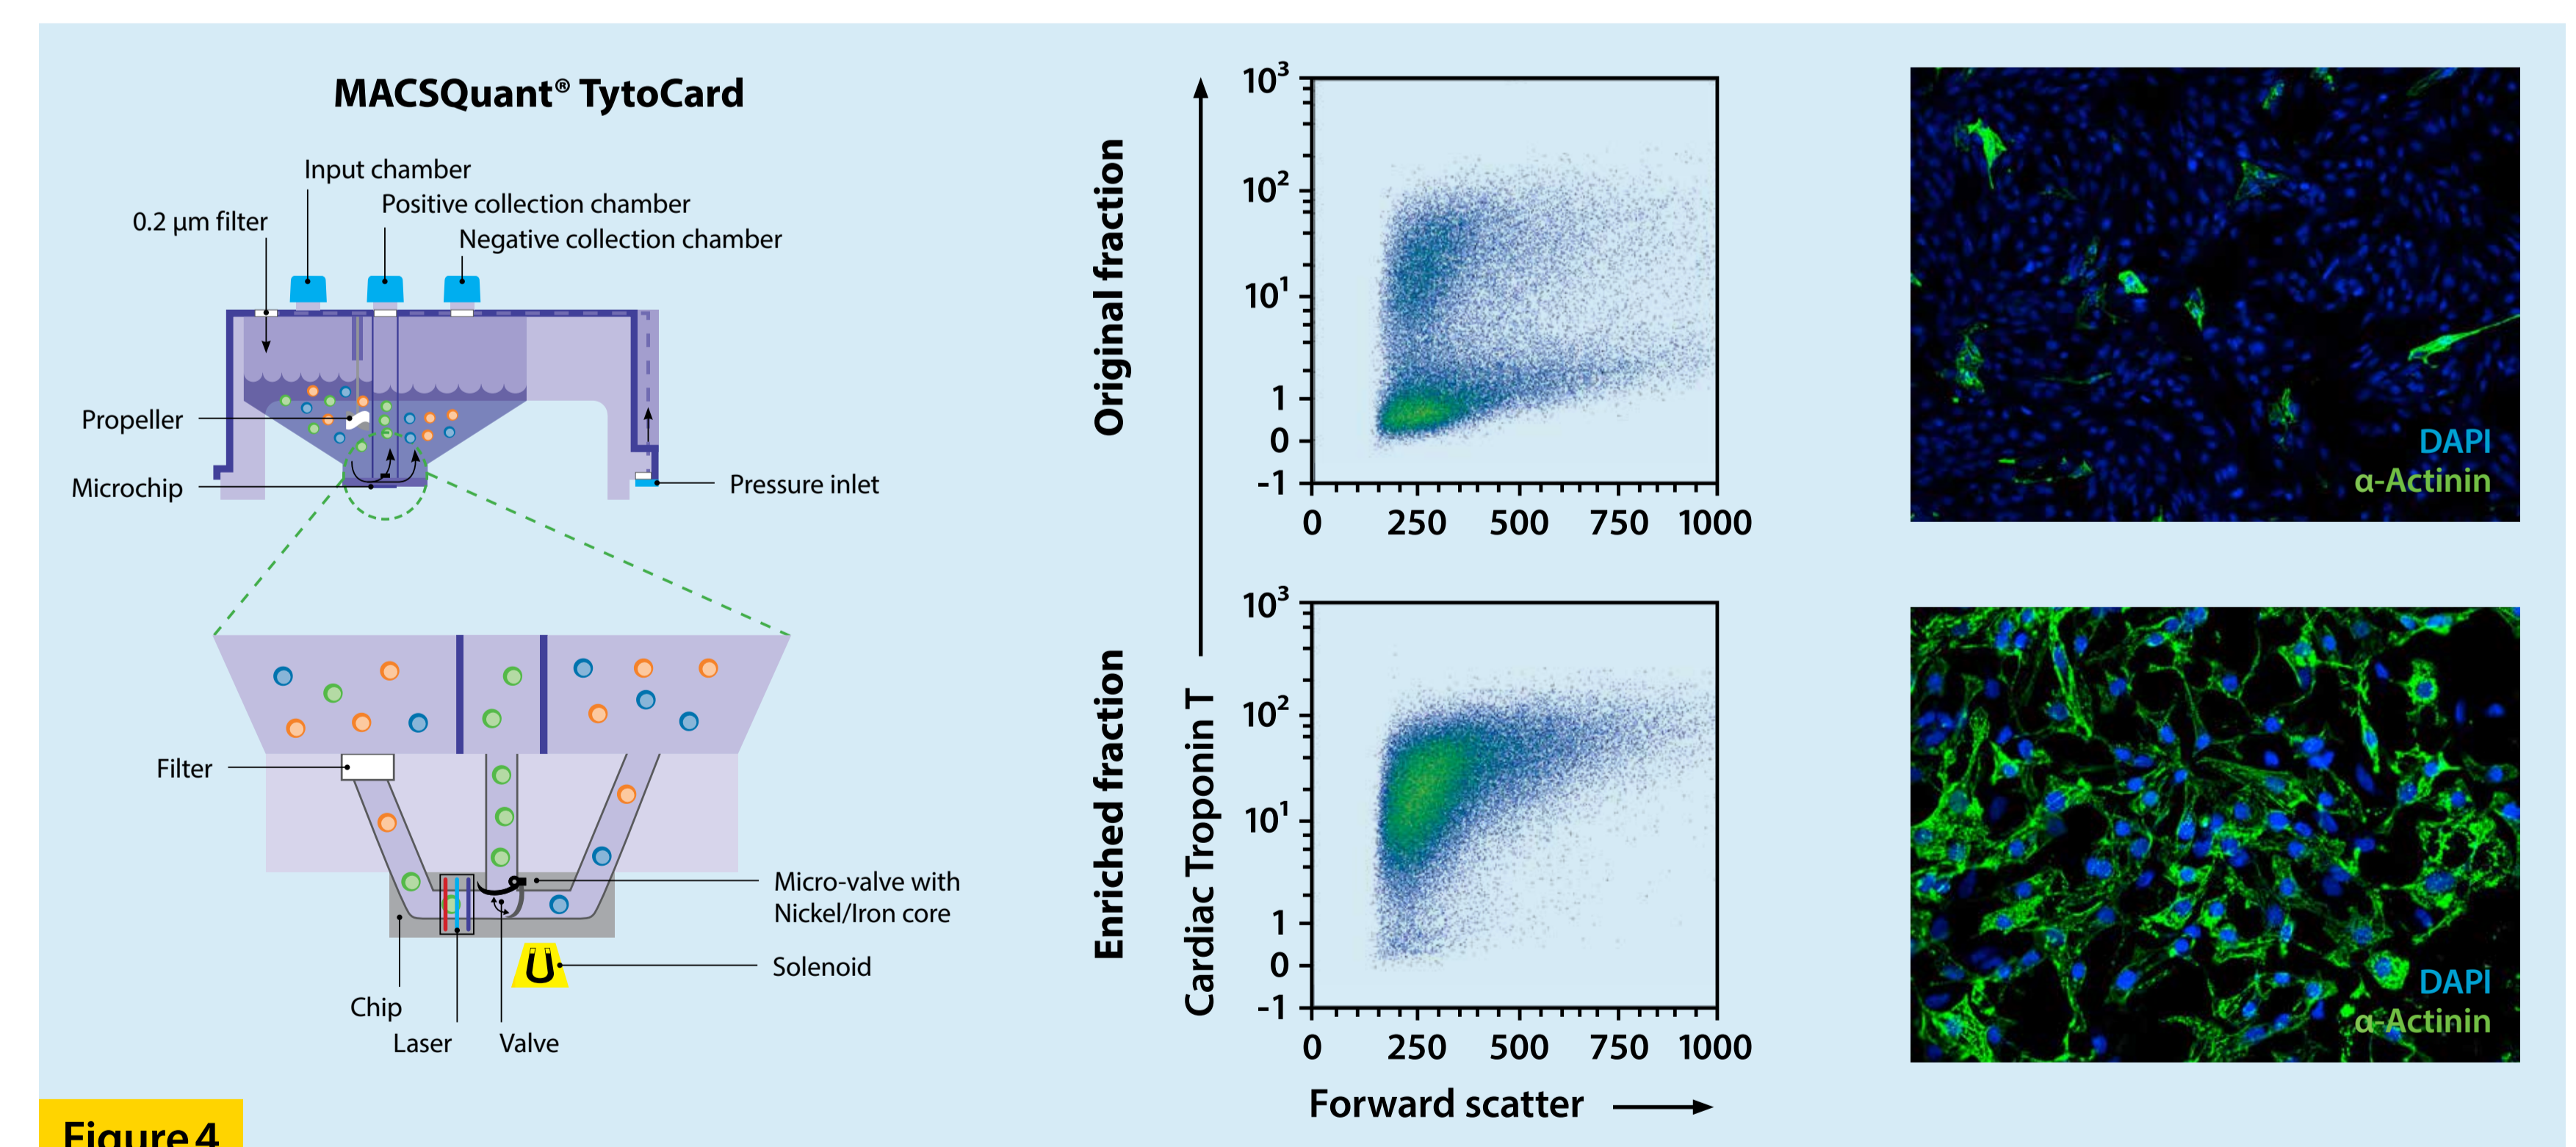 MACSQuant® TytoCard
Input chamber
Positive collection chamber
0.2 µm filter
Negative collection chamber
Propeller
Microchip
Pressure inlet
Filter
Micro-valve with
Nickel/Iron core
Solenoid
Chip
Laser
Valve
Original fraction
Enriched fraction
Cardiac Troponin T
10³
10²
10¹
1
0
-1
0 250 500 750 1000
10³
10²
10¹
1
0
-1
0 250 500 750 1000
Forward scatter
DAPI
α-Actinin
DAPI
α-Actinin
Figure 4